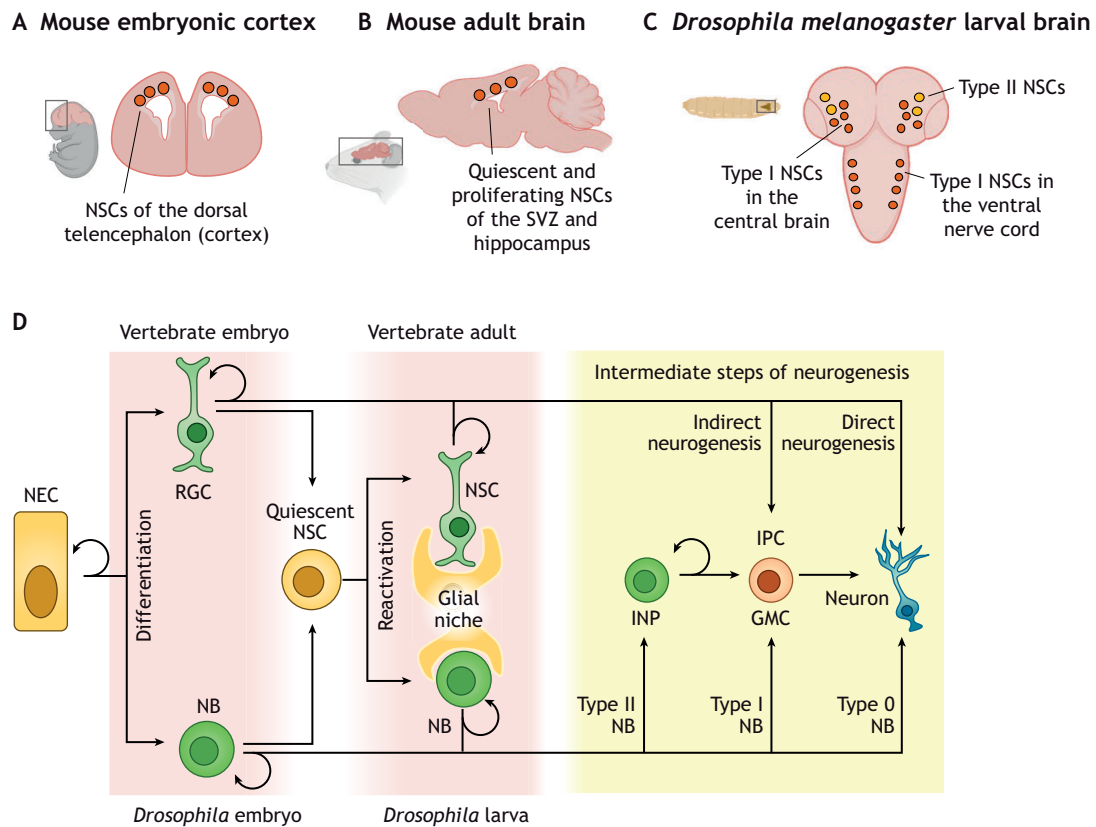 A Mouse embryonic cortex
NSCs of the dorsal
telencephalon (cortex)
B Mouse adult brain
Quiescent and
proliferating NSCs
of the SVZ and
hippocampus
C Drosophila melanogaster larval brain
Type II NSCs
Type I NSCs
in the
central brain
Type I NSCs in
the ventral
nerve cord
D
Vertebrate embryo
Vertebrate adult
Intermediate steps of neurogenesis
Indirect
neurogenesis
Direct
neurogenesis
NEC
Differentiation
RGC
Quiescent
NSC
Reactivation
NSC
Glial
niche
IPC
INP
GMC
Neuron
NB
NB
Type II
NB
Type I
NB
Type 0
NB
Drosophila embryo
Drosophila larva